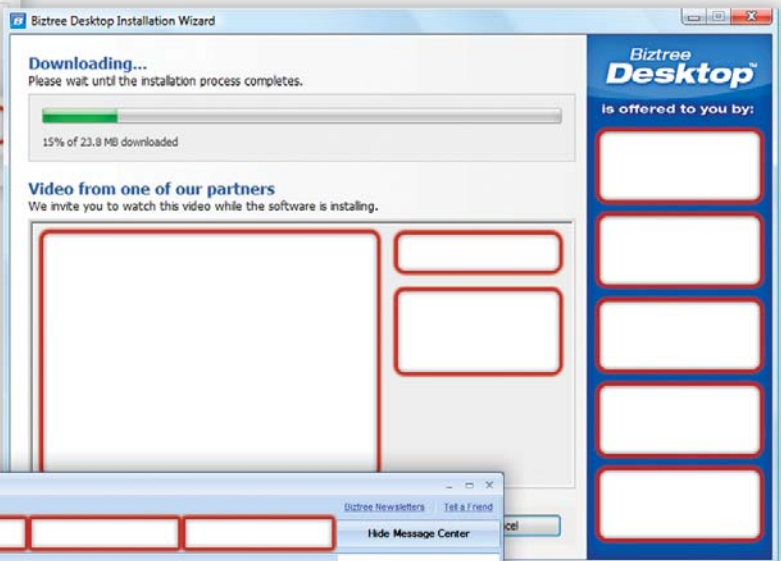 Biztree Desktop Installation Wizard
Downloading...
Please wait until the installation process completes.
15% of 23.8 MB downloaded
Video from one of our partners
We invite you to watch this video while the software is installing.
Biztree
Desktop™
is offered to you by:
Biztree Newsletters Tell a Friend
Hide Message Center
cel